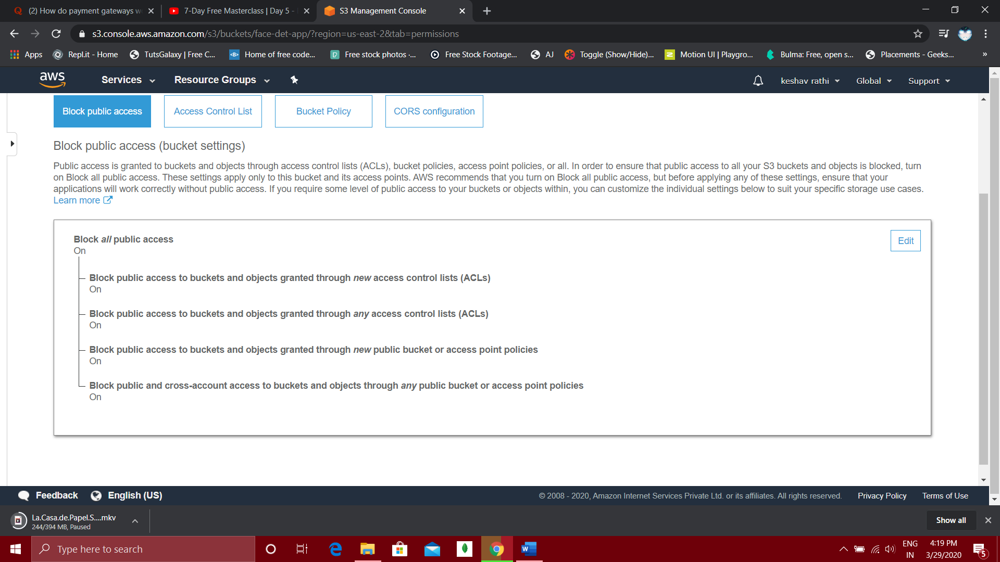 (2) How do payment gateways w
7-Day Free Masterclass | Day 5 -
S3 Management Console
s3.console.aws.amazon.com/s3/buckets/face-det-app/?region=us-east-2&tab=permissions
Apps
Repl.it - Home
TutsGalaxy | Free C...
Home of free code...
Free stock photos ·...
Free Stock Footage...
AJ
Toggle (Show/Hide)...
Motion UI | Playgro...
Bulma: Free, open s...
Placements - Geeks...
»
aws
Services
Resource Groups
keshav rathi
Global
Support
Block public access
Access Control List
Bucket Policy
CORS configuration
Block public access (bucket settings)
Public access is granted to buckets and objects through access control lists (ACLs), bucket policies, access point policies, or all. In order to ensure that public access to all your S3 buckets and objects is blocked, turn
on Block all public access. These settings apply only to this bucket and its access points. AWS recommends that you turn on Block all public access, but before applying any of these settings, ensure that your
applications will work correctly without public access. If you require some level of public access to your buckets or objects within, you can customize the individual settings below to suit your specific storage use cases.
Learn more
Block all public access
On
Edit
Block public access to buckets and objects granted through new access control lists (ACLs)
On
Block public access to buckets and objects granted through any access control lists (ACLs)
On
Block public access to buckets and objects granted through new public bucket or access point policies
On
Block public and cross-account access to buckets and objects through any public bucket or access point policies
On
Feedback
English (US)
© 2008 - 2020, Amazon Internet Services Private Ltd. or its affiliates. All rights reserved.
Privacy Policy
Terms of Use
La.Casa.de.Papel.S....mkv
244/394 MB, Paused
Show all
Type here to search
ENG
IN
4:19 PM
3/29/2020
5